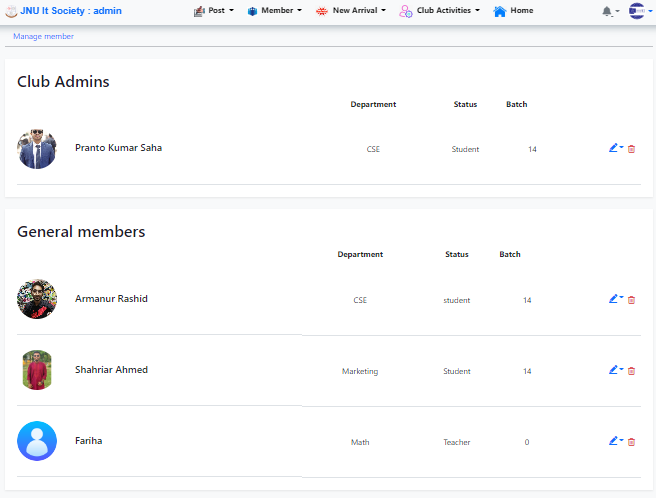 JNU It Society : admin Post Member New Arrival Club Activities Home
Manage member
Club Admins
Department Status Batch
Pranto Kumar Saha CSE Student 14
General members
Department Status Batch
Armanur Rashid CSE student 14
Shahriar Ahmed Marketing Student 14
Fariha Math Teacher 0